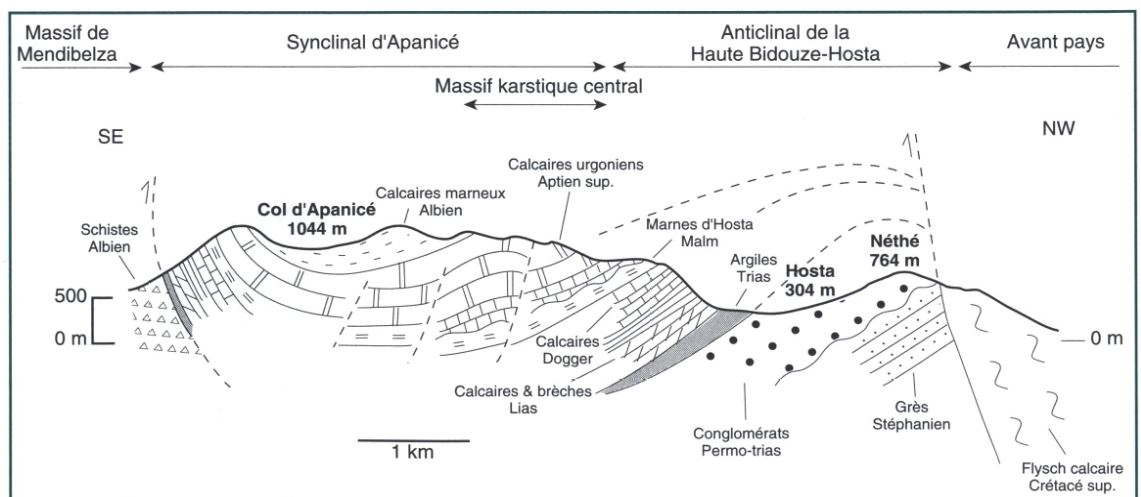 Massif de
Mendibelza
Synclinal d'Apanicé
Anticlinal de la
Haute Bidouze-Hosta
Avant pays
Massif karstique central
SE
NW
Calcaires urgoniens
Aptien sup.
Calcaires marneux
Albien
Col d'Apanicé
1044 m
Schistes
Albien
Marnes d'Hosta
Malm
Argiles
Trias
Hosta
304 m
Néthé
764 m
500
0 m
0 m
Calcaires
Dogger
Calcaires & brèches
Lias
Grès
Stéphanien
Conglomérats
Permo-trias
1 km
Flysch calcaire
Crétacé sup.